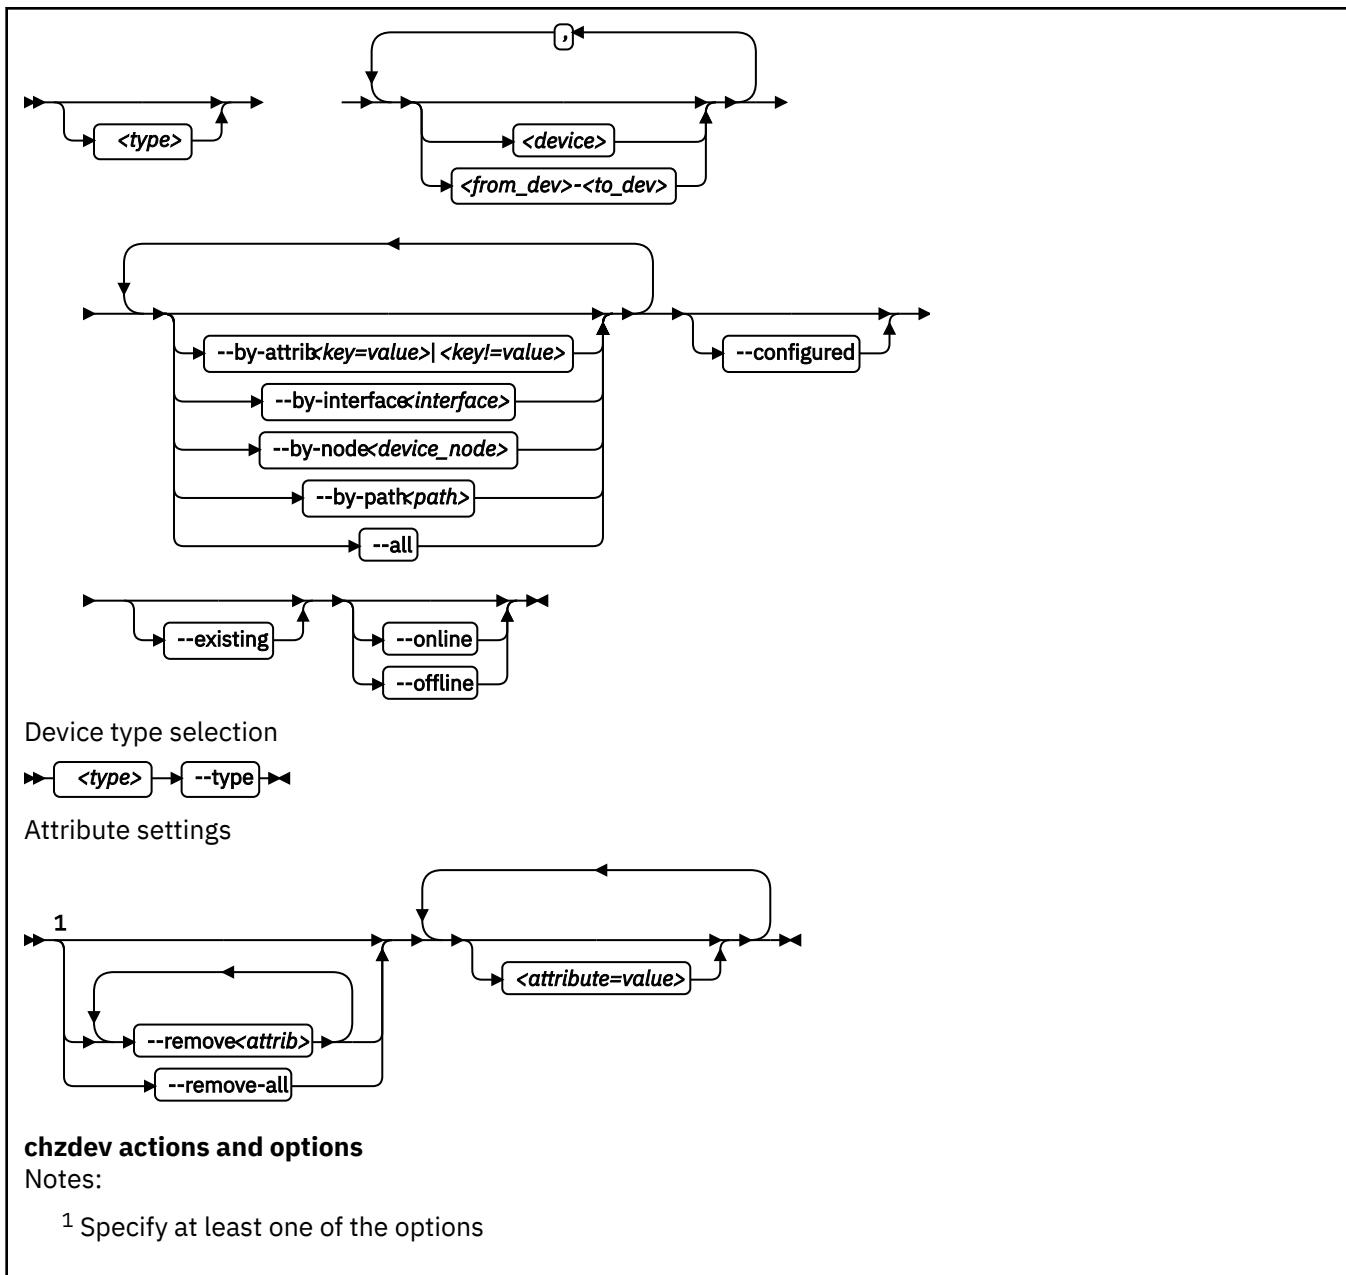 ,
<type>
<device>
<from_dev>-<to_dev>
--by-attrib<key=value>| <key!=value>
--configured
--by-interface<interface>
--by-node<device_node>
--by-path<path>
--all
--existing
--online
--offline
Device type selection
<type> --type
Attribute settings
1
<attribute=value>
--remove<attrib>
--remove-all
chzdev actions and options
Notes:
1 Specify at least one of the options